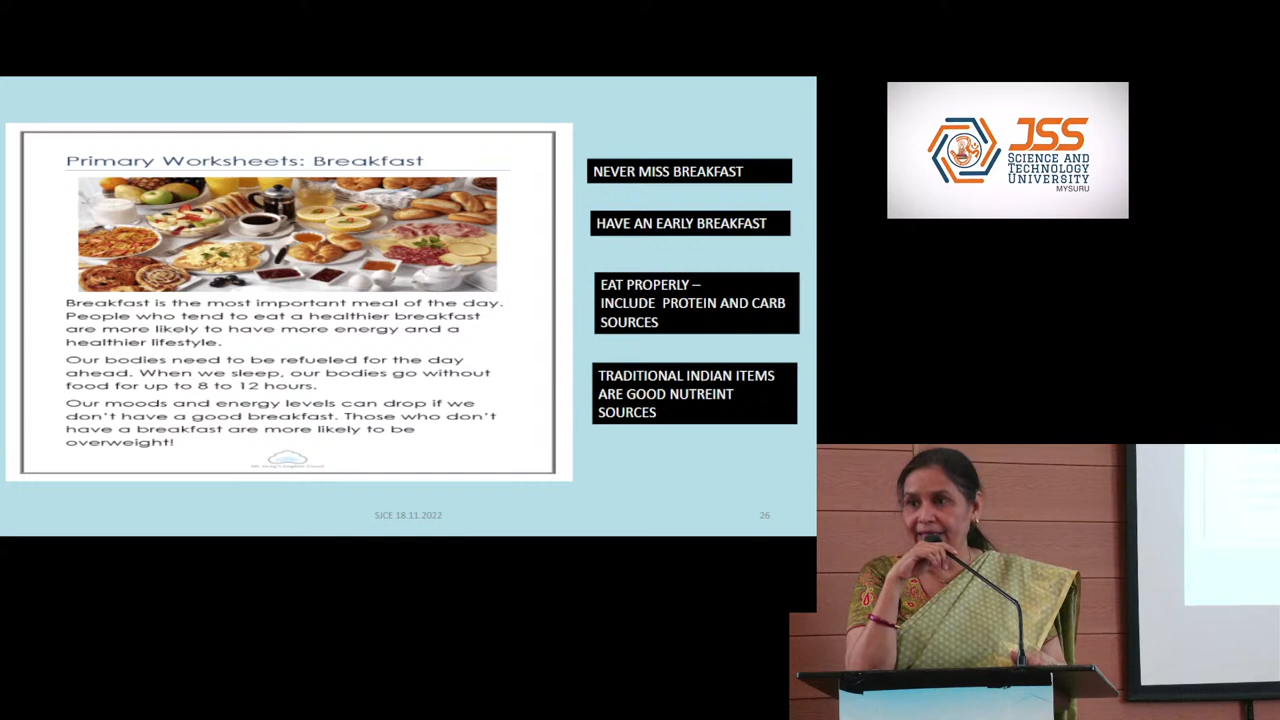 Primary Worksheets: Breakfast
Breakfast is the most important meal of the day.
People who tend to eat a healthier breakfast
are more likely to have more energy and a
healthier lifestyle.
Our bodies need to be refueled for the day
ahead. When we sleep, our bodies go without
food for up to 8 to 12 hours.
Our moods and energy levels can drop if we
don't have a good breakfast. Those who don't
have a breakfast are more likely to be
overweight!
NEVER MISS BREAKFAST
HAVE AN EARLY BREAKFAST
EAT PROPERLY –
INCLUDE PROTEIN AND CARB
SOURCES
TRADITIONAL INDIAN ITEMS
ARE GOOD NUTREINT
SOURCES
SJCE 18.11.2022
26
JSS
SCIENCE AND
TECHNOLOGY
UNIVERSITY
MYSURU